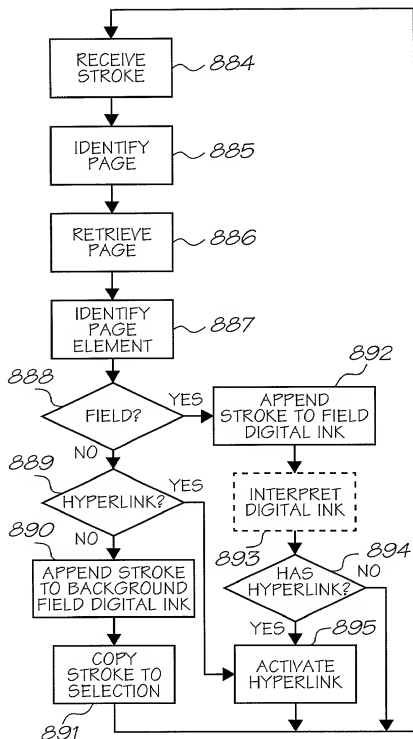 RECEIVE
STROKE
884
IDENTIFY
PAGE
885
RETRIEVE
PAGE
886
IDENTIFY
PAGE
ELEMENT
887
888
FIELD?
YES
NO
892
APPEND
STROKE TO FIELD
DIGITAL INK
889
HYPERLINK?
YES
NO
INTERPRET
DIGITAL INK
893
890
APPEND STROKE
TO BACKGROUND
FIELD DIGITAL INK
894
HAS
HYPERLINK?
NO
YES
895
COPY
STROKE TO
SELECTION
891
ACTIVATE
HYPERLINK